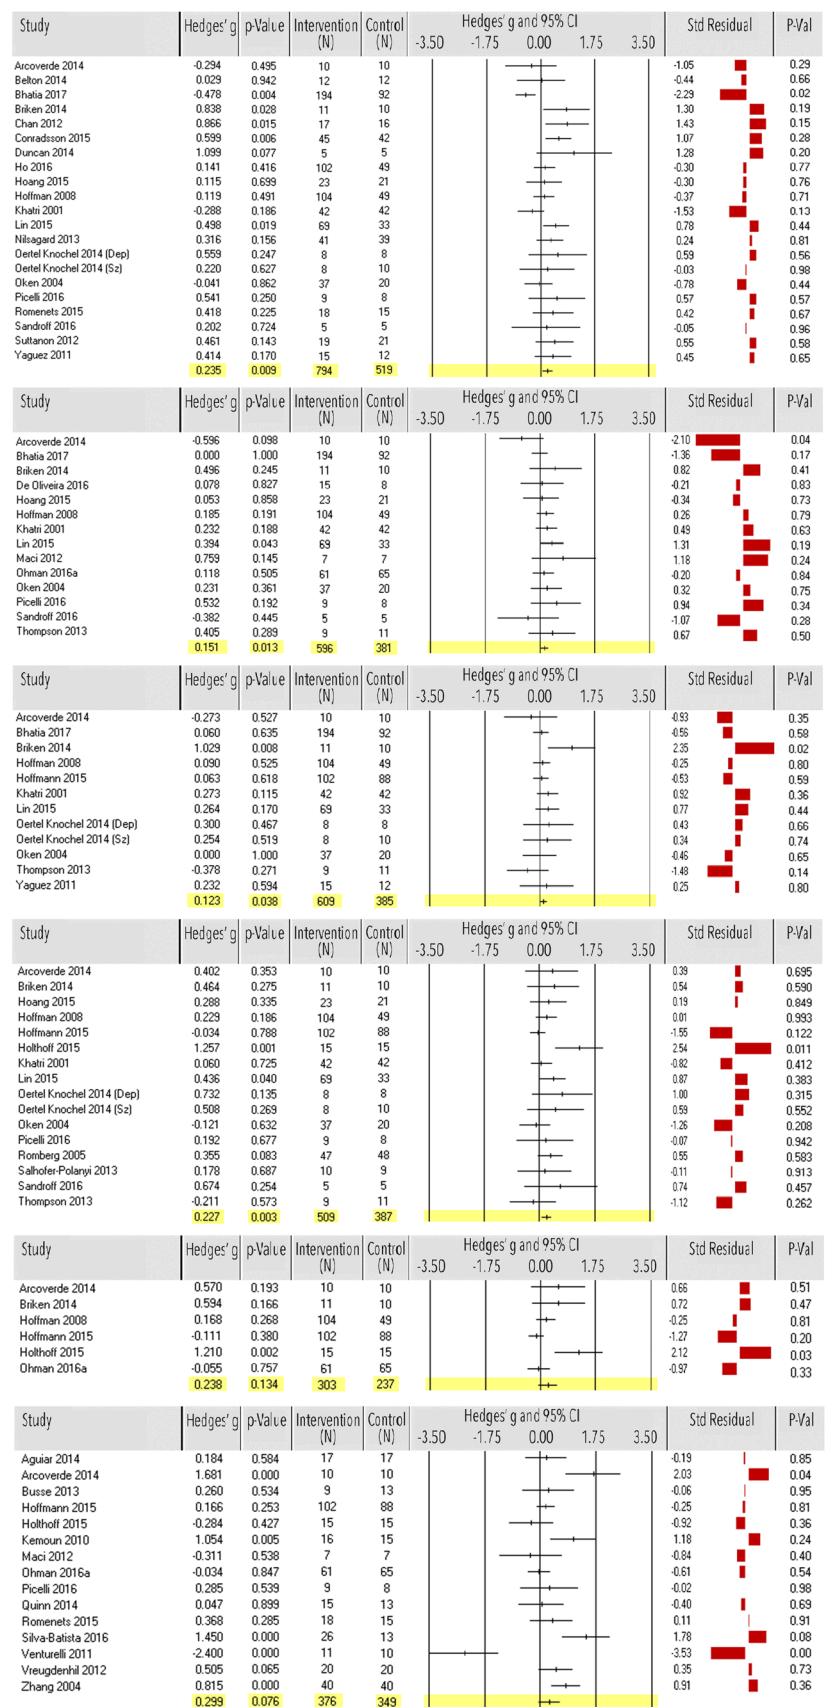 Study Hedges' g p-Value Intervention (N) Control (N) Hedges' g and 95% CI Std Residual P-Val
-3.50 -1.75 0.00 1.75 3.50
Arcoverde 2014 -0.294 0.495 10 10 -1.05 0.29
Belton 2014 0.029 0.942 12 12 -0.44 0.66
Bhatia 2017 -0.478 0.004 194 92 -2.29 0.02
Briken 2014 0.838 0.028 11 10 1.30 0.19
Chan 2012 0.866 0.015 17 16 1.43 0.15
Conradsson 2015 0.599 0.006 45 42 1.07 0.28
Duncan 2014 1.099 0.077 5 5 1.28 0.20
Ho 2016 0.141 0.416 102 49 -0.30 0.77
Hoang 2015 0.115 0.699 23 21 -0.30 0.76
Hoffman 2008 0.119 0.491 104 49 -0.37 0.71
Khatri 2001 -0.288 0.186 42 42 -1.53 0.13
Lin 2015 0.498 0.019 69 33 0.78 0.44
Nilsagard 2013 0.316 0.156 41 39 0.24 0.81
Oertel Knochel 2014 (Dep) 0.559 0.247 8 8 0.59 0.56
Oertel Knochel 2014 (Sz) 0.220 0.627 8 10 -0.03 0.98
Oken 2004 -0.041 0.862 37 20 -0.78 0.44
Picelli 2016 0.541 0.250 9 8 0.57 0.57
Romenets 2015 0.418 0.225 18 15 0.42 0.67
Sandroff 2016 0.202 0.724 5 5 -0.05 0.96
Suttanon 2012 0.461 0.143 19 21 0.55 0.58
Yaguez 2011 0.414 0.170 15 12 0.45 0.65
0.235 0.009 794 519
Study Hedges' g p-Value Intervention (N) Control (N) Hedges' g and 95% CI Std Residual P-Val
-3.50 -1.75 0.00 1.75 3.50
Arcoverde 2014 -0.596 0.098 10 10 -2.10 0.04
Bhatia 2017 0.000 1.000 194 92 -1.36 0.17
Briken 2014 0.496 0.245 11 10 0.82 0.41
De Oliveira 2016 0.078 0.827 15 8 -0.21 0.83
Hoang 2015 0.053 0.858 23 21 -0.34 0.73
Hoffman 2008 0.185 0.191 104 49 0.26 0.79
Khatri 2001 0.232 0.188 42 42 0.49 0.63
Lin 2015 0.394 0.043 69 33 1.31 0.19
Maci 2012 0.759 0.145 7 7 1.18 0.24
Ohman 2016a 0.118 0.505 61 65 -0.20 0.84
Oken 2004 0.231 0.361 37 20 0.32 0.75
Picelli 2016 0.532 0.192 9 8 0.94 0.34
Sandroff 2016 -0.382 0.445 5 5 -1.07 0.28
Thompson 2013 0.405 0.289 9 11 0.67 0.50
0.151 0.013 596 381
Study Hedges' g p-Value Intervention (N) Control (N) Hedges' g and 95% CI Std Residual P-Val
-3.50 -1.75 0.00 1.75 3.50
Arcoverde 2014 -0.273 0.527 10 10 -0.93 0.35
Bhatia 2017 0.060 0.635 194 92 -0.56 0.58
Briken 2014 1.029 0.008 11 10 2.35 0.02
Hoffman 2008 0.090 0.525 104 49 -0.25 0.80
Hoffmann 2015 0.063 0.618 102 88 -0.53 0.59
Khatri 2001 0.273 0.115 42 42 0.92 0.36
Lin 2015 0.264 0.170 69 33 0.77 0.44
Oertel Knochel 2014 (Dep) 0.300 0.467 8 8 0.43 0.66
Oertel Knochel 2014 (Sz) 0.254 0.519 8 10 0.34 0.74
Oken 2004 0.000 1.000 37 20 -0.46 0.65
Thompson 2013 -0.378 0.271 9 11 -1.48 0.14
Yaguez 2011 0.232 0.594 15 12 0.25 0.80
0.123 0.038 609 385
Study Hedges' g p-Value Intervention (N) Control (N) Hedges' g and 95% CI Std Residual P-Val
-3.50 -1.75 0.00 1.75 3.50
Arcoverde 2014 0.402 0.353 10 10 0.39 0.695
Briken 2014 0.464 0.275 11 10 0.54 0.590
Hoang 2015 0.288 0.335 23 21 0.19 0.849
Hoffman 2008 0.229 0.186 104 49 0.01 0.993
Hoffmann 2015 -0.034 0.788 102 88 -1.55 0.122
Holthoff 2015 1.257 0.001 15 15 2.54 0.011
Khatri 2001 0.060 0.725 42 42 -0.82 0.412
Lin 2015 0.436 0.040 69 33 0.87 0.383
Oertel Knochel 2014 (Dep) 0.732 0.135 8 8 1.00 0.315
Oertel Knochel 2014 (Sz) 0.508 0.269 8 10 0.59 0.552
Oken 2004 -0.121 0.632 37 20 -1.26 0.208
Picelli 2016 0.192 0.677 9 8 -0.07 0.942
Romberg 2005 0.355 0.083 47 48 0.55 0.583
Salhofer-Polanyi 2013 0.178 0.687 10 9 -0.11 0.913
Sandroff 2016 0.674 0.254 5 5 0.74 0.457
Thompson 2013 -0.211 0.573 9 11 -1.12 0.262
0.227 0.003 509 387
Study Hedges' g p-Value Intervention (N) Control (N) Hedges' g and 95% CI Std Residual P-Val
-3.50 -1.75 0.00 1.75 3.50
Arcoverde 2014 0.570 0.193 10 10 0.66 0.51
Briken 2014 0.594 0.166 11 10 0.72 0.47
Hoffman 2008 0.168 0.268 104 49 -0.25 0.81
Hoffmann 2015 -0.111 0.380 102 88 -1.27 0.20
Holthoff 2015 1.210 0.002 15 15 2.12 0.03
Ohman 2016a -0.055 0.757 61 65 -0.97 0.33
0.238 0.134 303 237
Study Hedges' g p-Value Intervention (N) Control (N) Hedges' g and 95% CI Std Residual P-Val
-3.50 -1.75 0.00 1.75 3.50
Aguiar 2014 0.184 0.584 17 17 -0.19 0.85
Arcoverde 2014 1.681 0.000 10 10 2.03 0.04
Busse 2013 0.260 0.534 9 13 -0.06 0.95
Hoffmann 2015 0.166 0.253 102 88 -0.25 0.81
Holthoff 2015 -0.284 0.427 15 15 -0.92 0.36
Kemoun 2010 1.054 0.005 16 15 1.18 0.24
Maci 2012 -0.311 0.538 7 7 -0.84 0.40
Ohman 2016a -0.034 0.847 61 65 -0.61 0.54
Picelli 2016 0.285 0.539 9 8 -0.02 0.98
Quinn 2014 0.047 0.899 15 13 -0.40 0.69
Romenets 2015 0.368 0.285 18 15 0.11 0.91
Silva-Batista 2016 1.450 0.000 26 13 1.78 0.08
Venturelli 2011 -2.400 0.000 11 10 -3.53 0.00
Vreugdenhil 2012 0.505 0.065 20 20 0.35 0.73
Zhang 2004 0.815 0.000 40 40 0.91 0.36
0.299 0.076 376 349